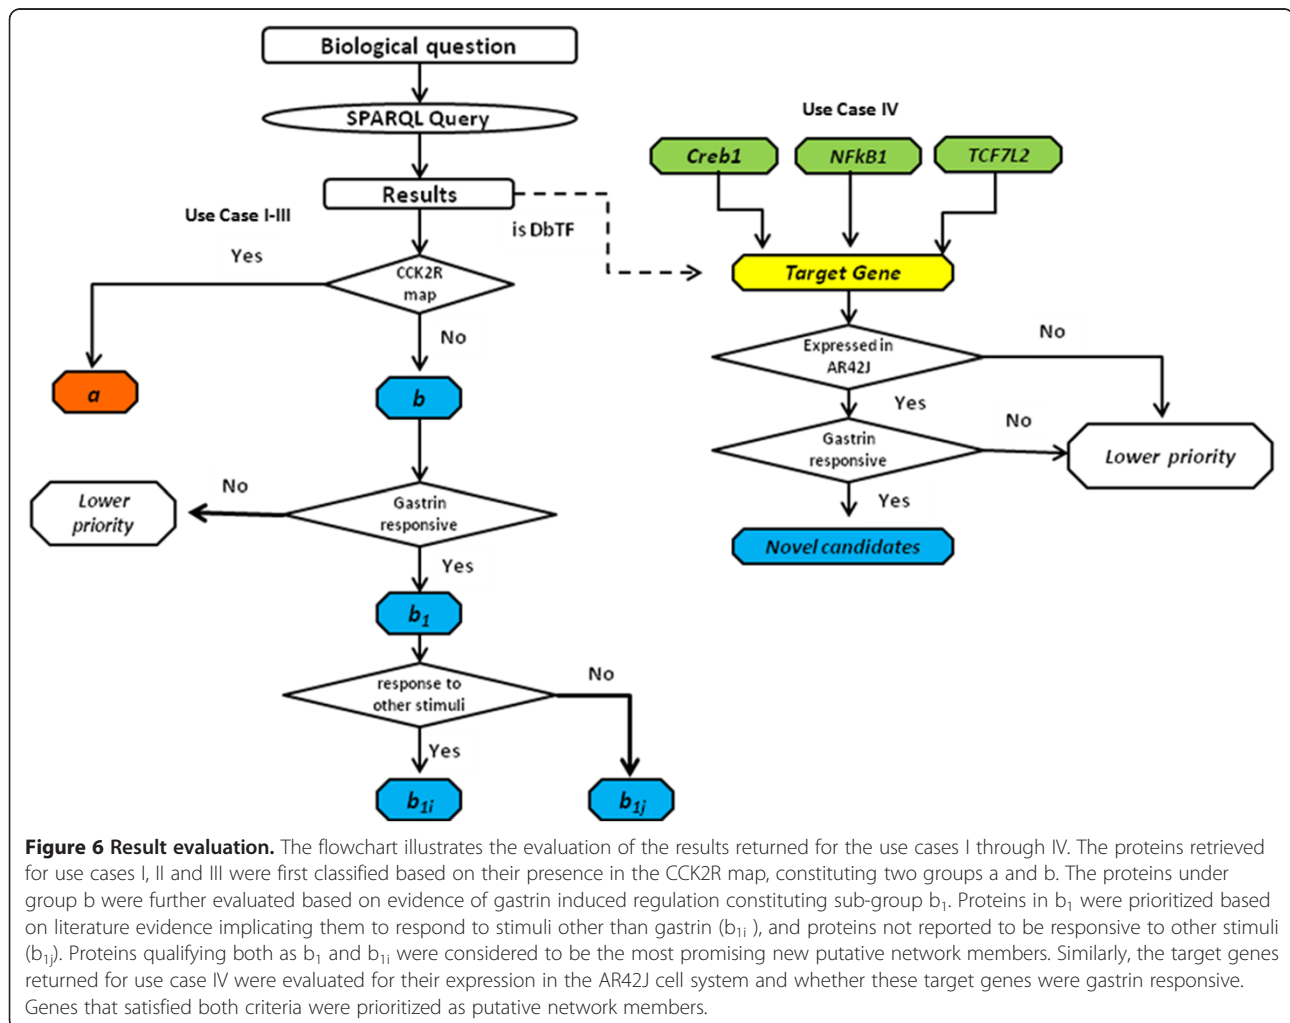 Biological question
SPARQL Query
Results
Use Case I-III
is DbTF
Yes
CCK2R
map
No
a
b
No
Lower
priority
Gastrin
responsive
Yes
b1
response to
other stimuli
No
Yes
b1i
b1j
Use Case IV
Creb1
NFkB1
TCF7L2
Target Gene
Expressed in
AR42J
No
Yes
Gastrin
responsive
No
Lower priority
Yes
Novel candidates
Figure 6 Result evaluation. The flowchart illustrates the evaluation of the results returned for the use cases I through IV. The proteins retrieved
for use cases I, II and III were first classified based on their presence in the CCK2R map, constituting two groups a and b. The proteins under
group b were further evaluated based on evidence of gastrin induced regulation constituting sub-group b1. Proteins in b1 were prioritized based
on literature evidence implicating them to respond to stimuli other than gastrin (b1i ), and proteins not reported to be responsive to other stimuli
(b1j). Proteins qualifying both as b1 and b1i were considered to be the most promising new putative network members. Similarly, the target genes
returned for use case IV were evaluated for their expression in the AR42J cell system and whether these target genes were gastrin responsive.
Genes that satisfied both criteria were prioritized as putative network members.